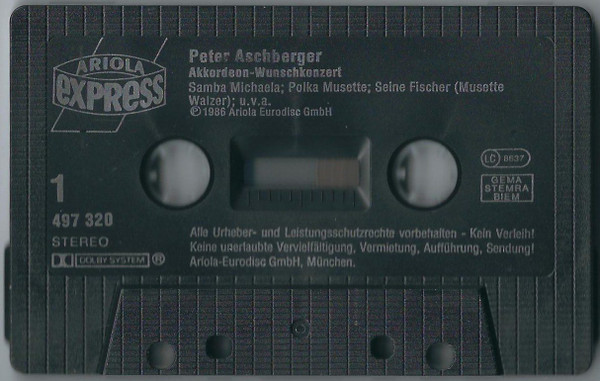 ARIOLA
EXPRESS
Peter Aschberger
Akkordeon-Wunschkonzert
Samba Michaela; Polka Musette; Seine Fischer (Musette
Walzer); u.v.a.
℗1986 Ariola Eurodisc GmbH
1
497 320
STEREO
DOLBY SYSTEM ®
LC 8637
GEMA
STEMRA
BIEM
Alle Urheber- und Leistungsschutzrechte vorbehalten - Kein Verleih!
Keine unerlaubte Vervielfältigung, Vermietung, Aufführung, Sendung!
Ariola-Eurodisc GmbH, München.